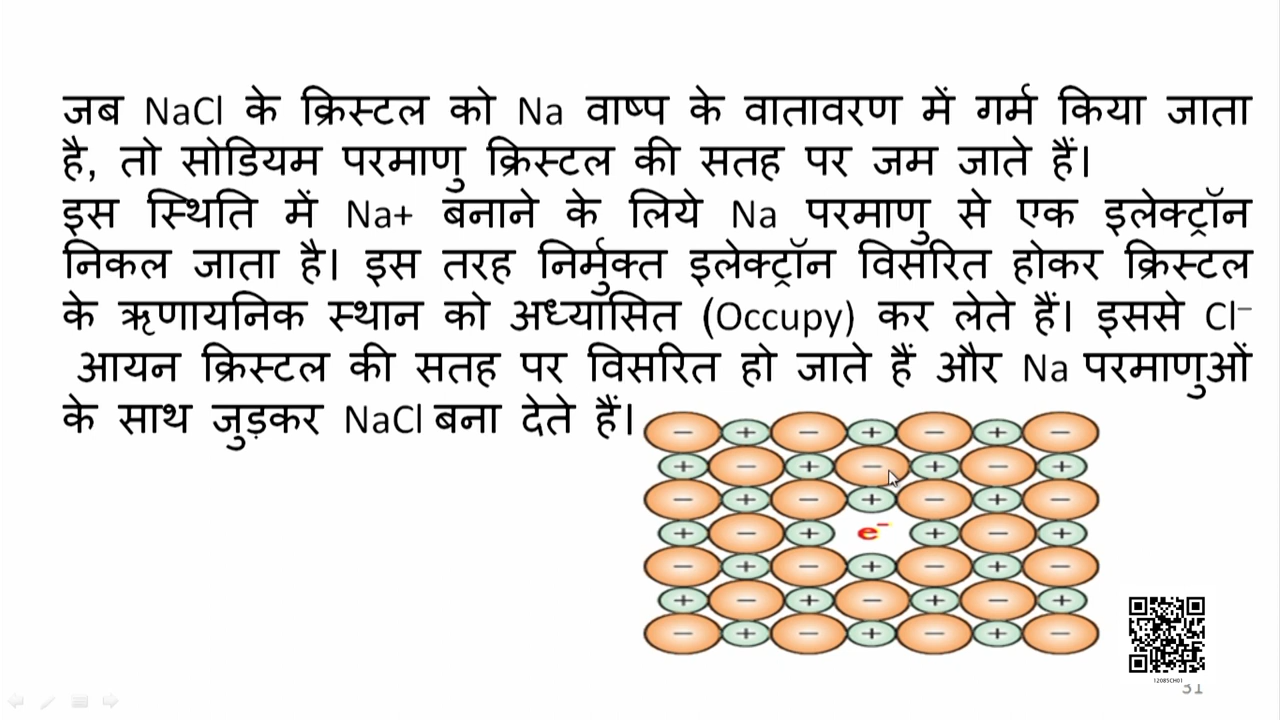 जब NaCl के क्रिस्टल को Na वाष्प के वातावरण में गर्म किया जाता
है, तो सोडियम परमाणु क्रिस्टल की सतह पर जम जाते हैं।
इस स्थिति में Na+ बनाने के लिये Na परमाणु से एक इलेक्ट्रॉन
निकल जाता है। इस तरह निर्मुक्त इलेक्ट्रॉन विसरित होकर क्रिस्टल
के ऋणायनिक स्थान को अध्यासित (Occupy) कर लेते हैं। इससे Cl⁻
आयन क्रिस्टल की सतह पर विसरित हो जाते हैं और Na परमाणुओं
के साथ जुड़कर NaCl बना देते हैं।
− + − + − + −
+ − + − + − +
− + − + − + −
+ − + e⁻ + − +
− + − + − + −
+ − + − + − +
− + − + − + −
12085CH01
31